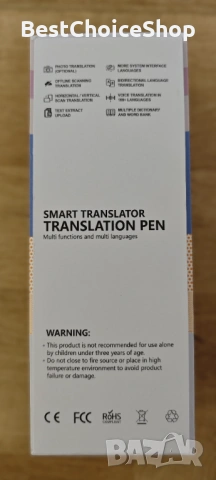 BestChoiceShop
PHOTO TRANSLATION
(OPTIONAL)
MORE SYSTEM INTERFACE
LANGUAGES
OFFLINE SCANNING
TRANSLATION
BIDIRECTIONAL LANGUAGE
TRANSLATION
HORIZONTAL / VERTICAL
SCAN TRANSLATION
VOICE TRANSLATION IN
LANGUAGES
TEXT EXTRACT
UPLOAD
MULTIPLE DICTIONARY
AND WORD BANK
SMART TRANSLATOR
TRANSLATION PEN
Multi functions and multi languages
WARNING:
• This product is not recommended for use alone
by children under three years of age.
• Do not close to fire source or place in high
temperature environment to avoid product
failure or damage.
CE FC RoHS
COMPLIANT
BAZAR